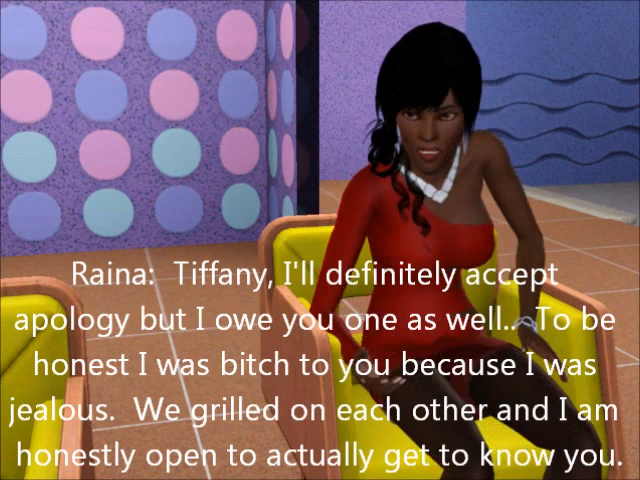 Raina:  Tiffany, I'll definitely accept
apology but I owe you one as well..  To be
honest I was bitch to you because I was
jealous.  We grilled on each other and I am
honestly open to actually get to know you.